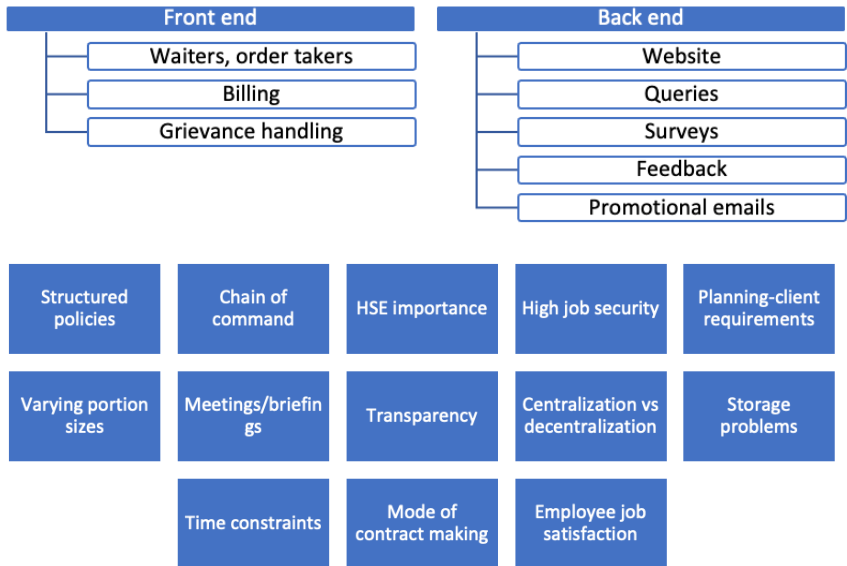 Front end
Back end
Waiters, order takers
Billing
Grievance handling
Website
Queries
Surveys
Feedback
Promotional emails
Structured
policies
Chain of
command
HSE importance
High job security
Planning-client
requirements
Varying portion
sizes
Meetings/briefin
gs
Transparency
Centralization vs
decentralization
Storage
problems
Time constraints
Mode of
contract making
Employee job
satisfaction